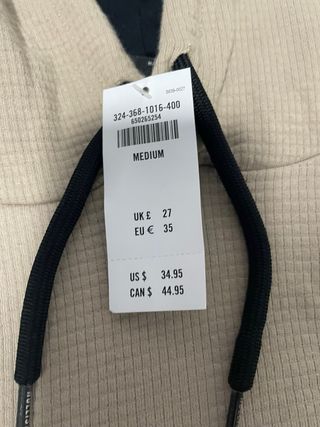 324-368-1016-400
650265254
MEDIUM
UK £ 27
EU € 35
US $ 34.95
CAN $ 44.95